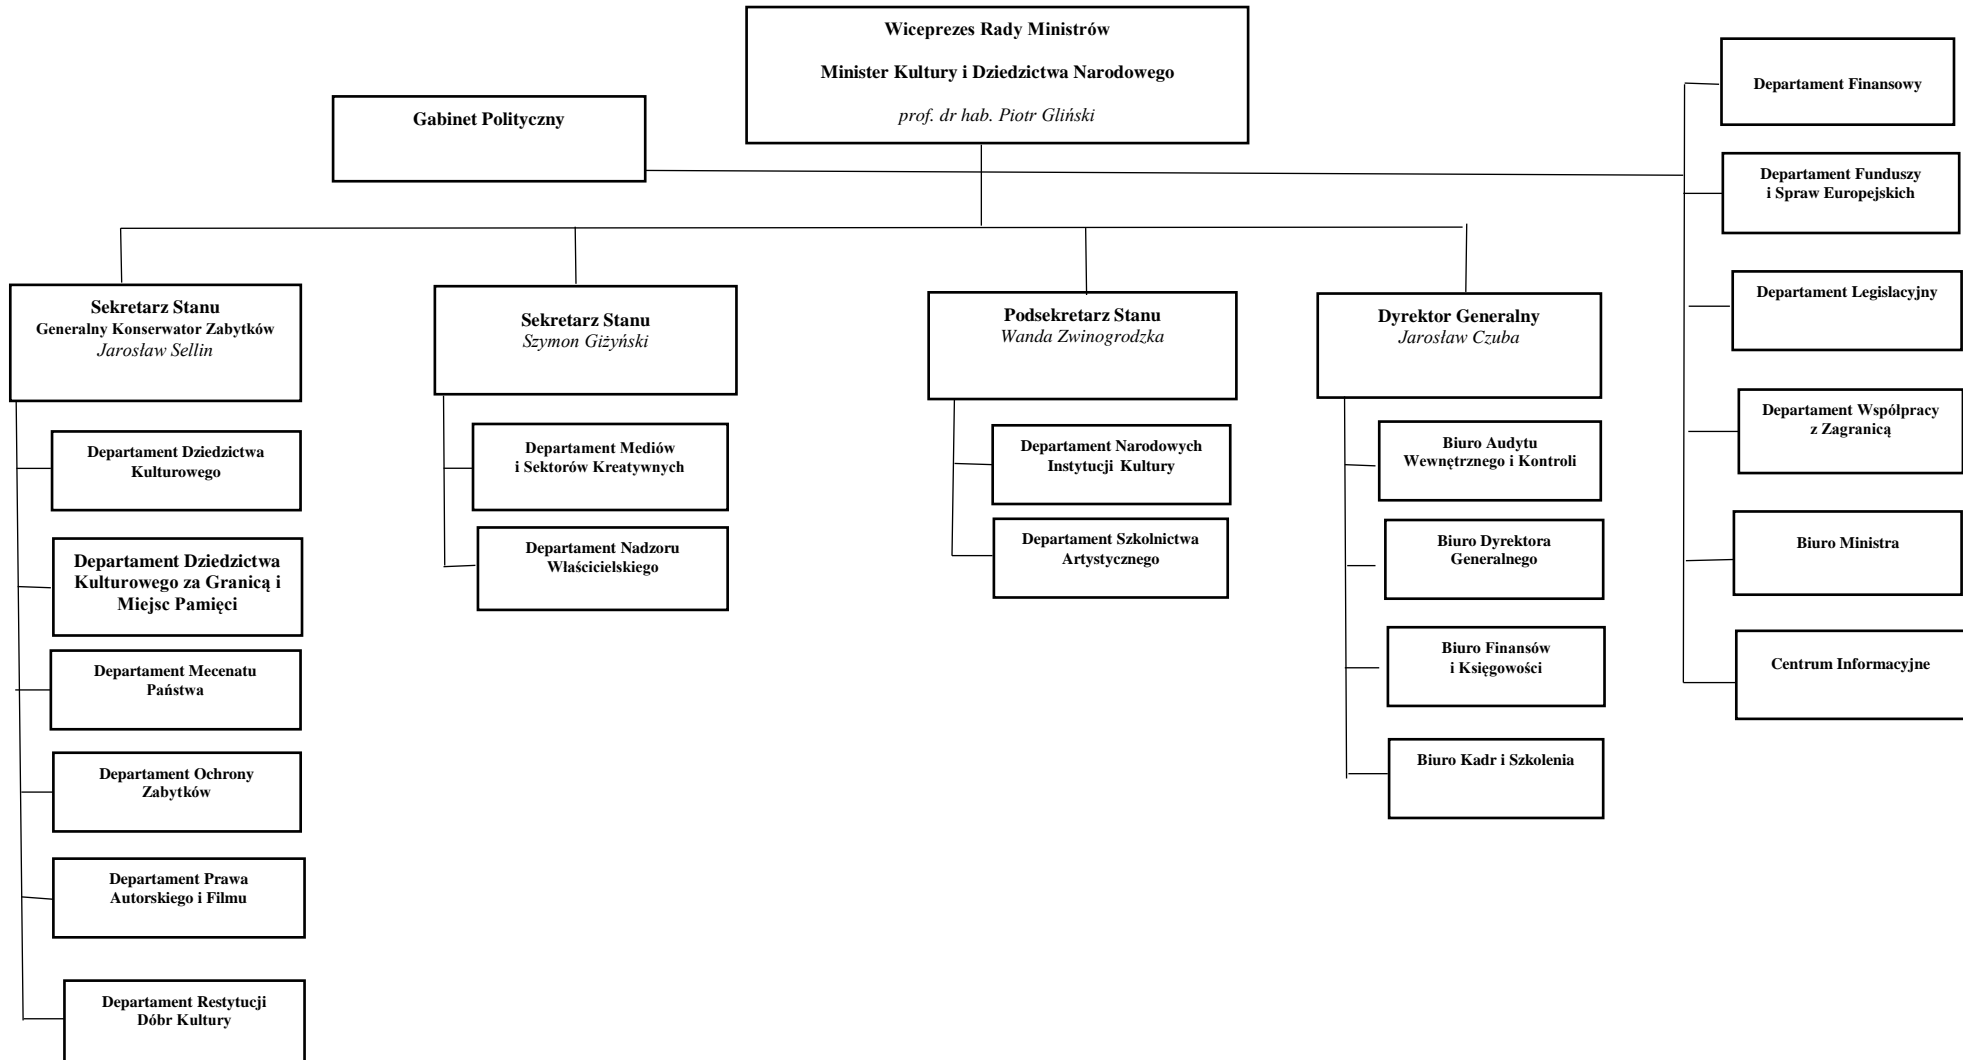 Wiceprezes Rady Ministrów
Minister Kultury i Dziedzictwa Narodowego
prof. dr hab. Piotr Gliński
Gabinet Polityczny
Sekretarz Stanu
Generalny Konserwator Zabytków
Jarosław Sellin
Departament Dziedzictwa
Kulturowego
Departament Dziedzictwa
Kulturowego za Granicą i
Miejsc Pamięci
Departament Mecenatu
Państwa
Departament Ochrony
Zabytków
Departament Prawa
Autorskiego i Filmu
Departament Restytucji
Dóbr Kultury
Sekretarz Stanu
Szymon Giżyński
Departament Mediów
i Sektorów Kreatywnych
Departament Nadzoru
Właścicielskiego
Podsekretarz Stanu
Wanda Zwinogrodzka
Departament Narodowych
Instytucji Kultury
Departament Szkolnictwa
Artystycznego
Dyrektor Generalny
Jarosław Czuba
Biuro Audytu
Wewnętrznego i Kontroli
Biuro Dyrektora
Generalnego
Biuro Finansów
i Księgowości
Biuro Kadr i Szkolenia
Departament Finansowy
Departament Funduszy
i Spraw Europejskich
Departament Legislacyjny
Departament Współpracy
z Zagranicą
Biuro Ministra
Centrum Informacyjne